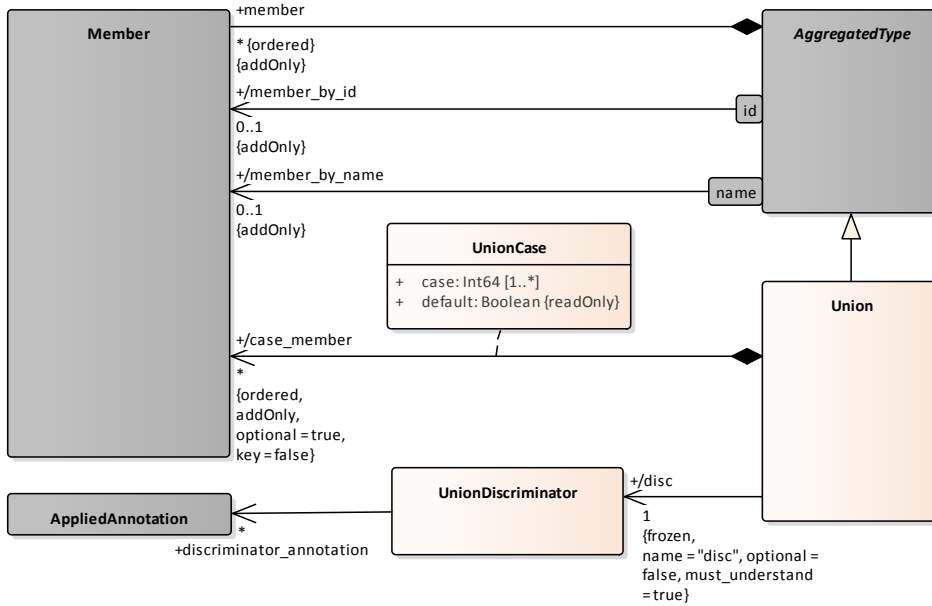 +member
Member
AggregatedType
* {ordered}
{addOnly}
+/member_by_id
id
0..1
{addOnly}
+/member_by_name
name
0..1
{addOnly}
UnionCase
+ case: Int64 [1..*]
+ default: Boolean {readOnly}
Union
+/case_member
*
{ordered,
addOnly,
optional = true,
key = false}
UnionDiscriminator
+/disc
AppliedAnnotation
*
+discriminator_annotation
1
{frozen,
name = "disc", optional =
false, must_understand
= true}